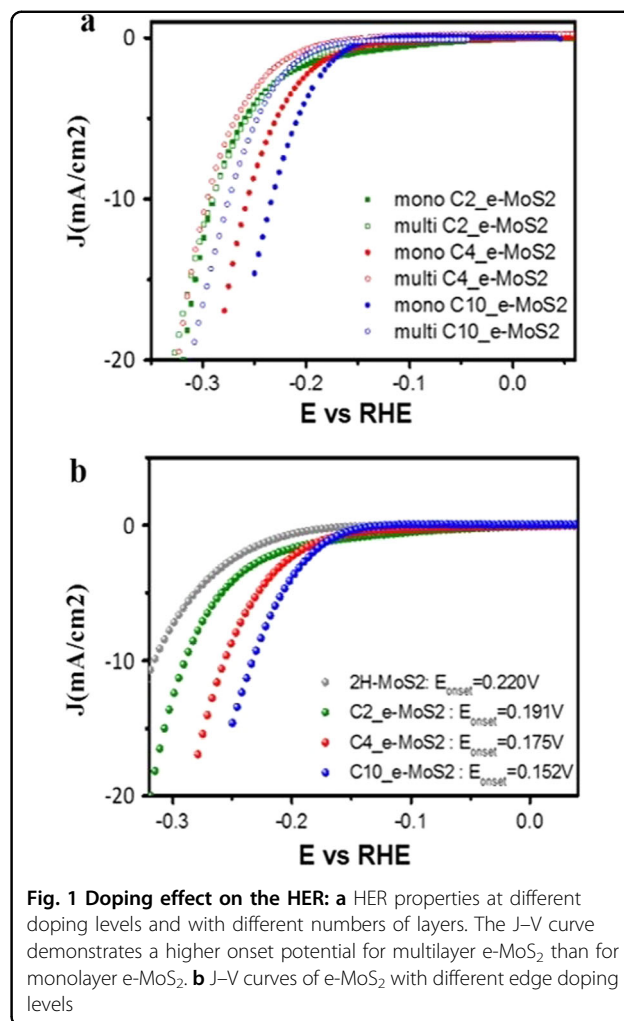 a
0
-10
-20
J(mA/cm2)
mono C2_e-MoS2
multi C2_e-MoS2
mono C4_e-MoS2
multi C4_e-MoS2
mono C10_e-MoS2
multi C10_e-MoS2
-0.3 -0.2 -0.1 0.0
E vs RHE
b
0
-10
-20
J(mA/cm2)
2H-MoS2: Eonset=0.220V
C2_e-MoS2 : Eonset=0.191V
C4_e-MoS2 : Eonset=0.175V
C10_e-MoS2 : Eonset=0.152V
-0.3 -0.2 -0.1 0.0
E vs RHE
Fig. 1 Doping effect on the HER: a HER properties at different
doping levels and with different numbers of layers. The J–V curve
demonstrates a higher onset potential for multilayer e-MoS₂ than for
monolayer e-MoS₂. b J–V curves of e-MoS₂ with different edge doping
levels